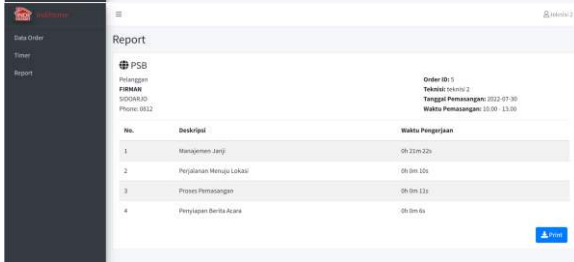 teknisi 2
Data Order
Timer
Report
Report
PSB
Pelanggan
FIRMAN
SIDOARJO
Phone: 0812
Order ID: 5
Teknisi: teknisi 2
Tanggal Pemasangan: 2022-07-30
Waktu Pemasangan: 10.00 - 13.00
No. Deskripsi Waktu Pengerjaan
1 Manajemen Janji 0h 21m 22s
2 Perjalanan Menuju Lokasi 0h 0m 10s
3 Proses Pemasangan 0h 0m 11s
4 Penyiapan Berita Acara 0h 0m 6s
Print